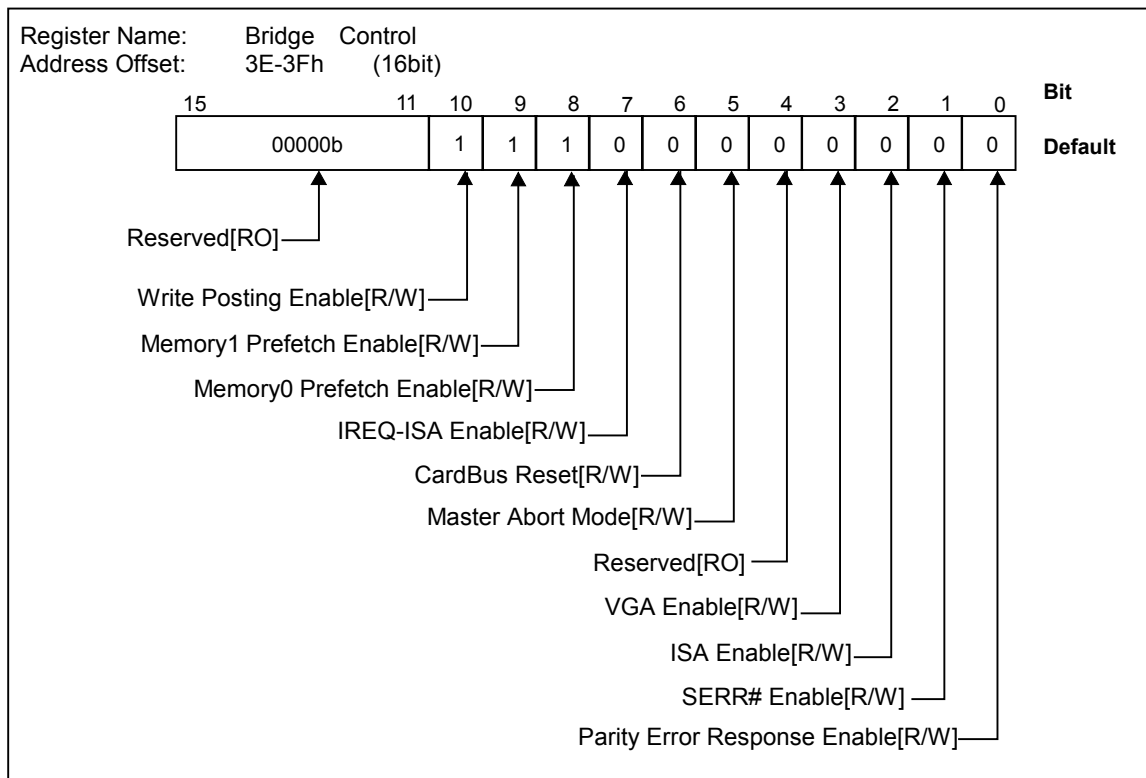 Register Name: Bridge Control
Address Offset: 3E-3Fh (16bit)
15 11 10 9 8 7 6 5 4 3 2 1 0 Bit
00000b 1 1 1 0 0 0 0 0 0 0 0 Default
Reserved[RO]
Write Posting Enable[R/W]
Memory1 Prefetch Enable[R/W]
Memory0 Prefetch Enable[R/W]
IREQ-ISA Enable[R/W]
CardBus Reset[R/W]
Master Abort Mode[R/W]
Reserved[RO]
VGA Enable[R/W]
ISA Enable[R/W]
SERR# Enable[R/W]
Parity Error Response Enable[R/W]